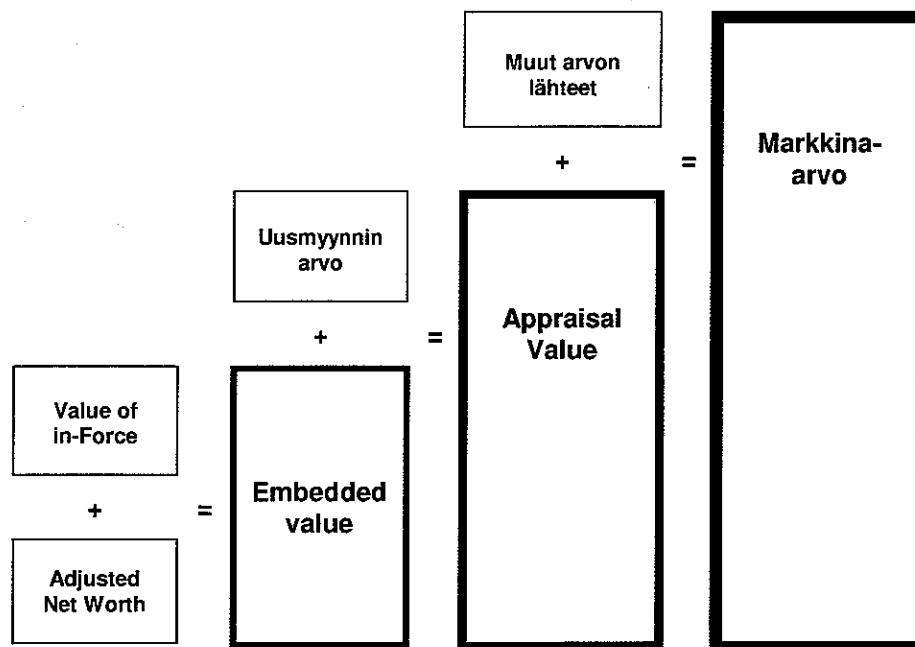 Muut arvon
lähteet
+
=
Markkina-
arvo
Uusmyynnin
arvo
+
=
Appraisal
Value
Value of
in-Force
+
=
Embedded
value
Adjusted
Net Worth